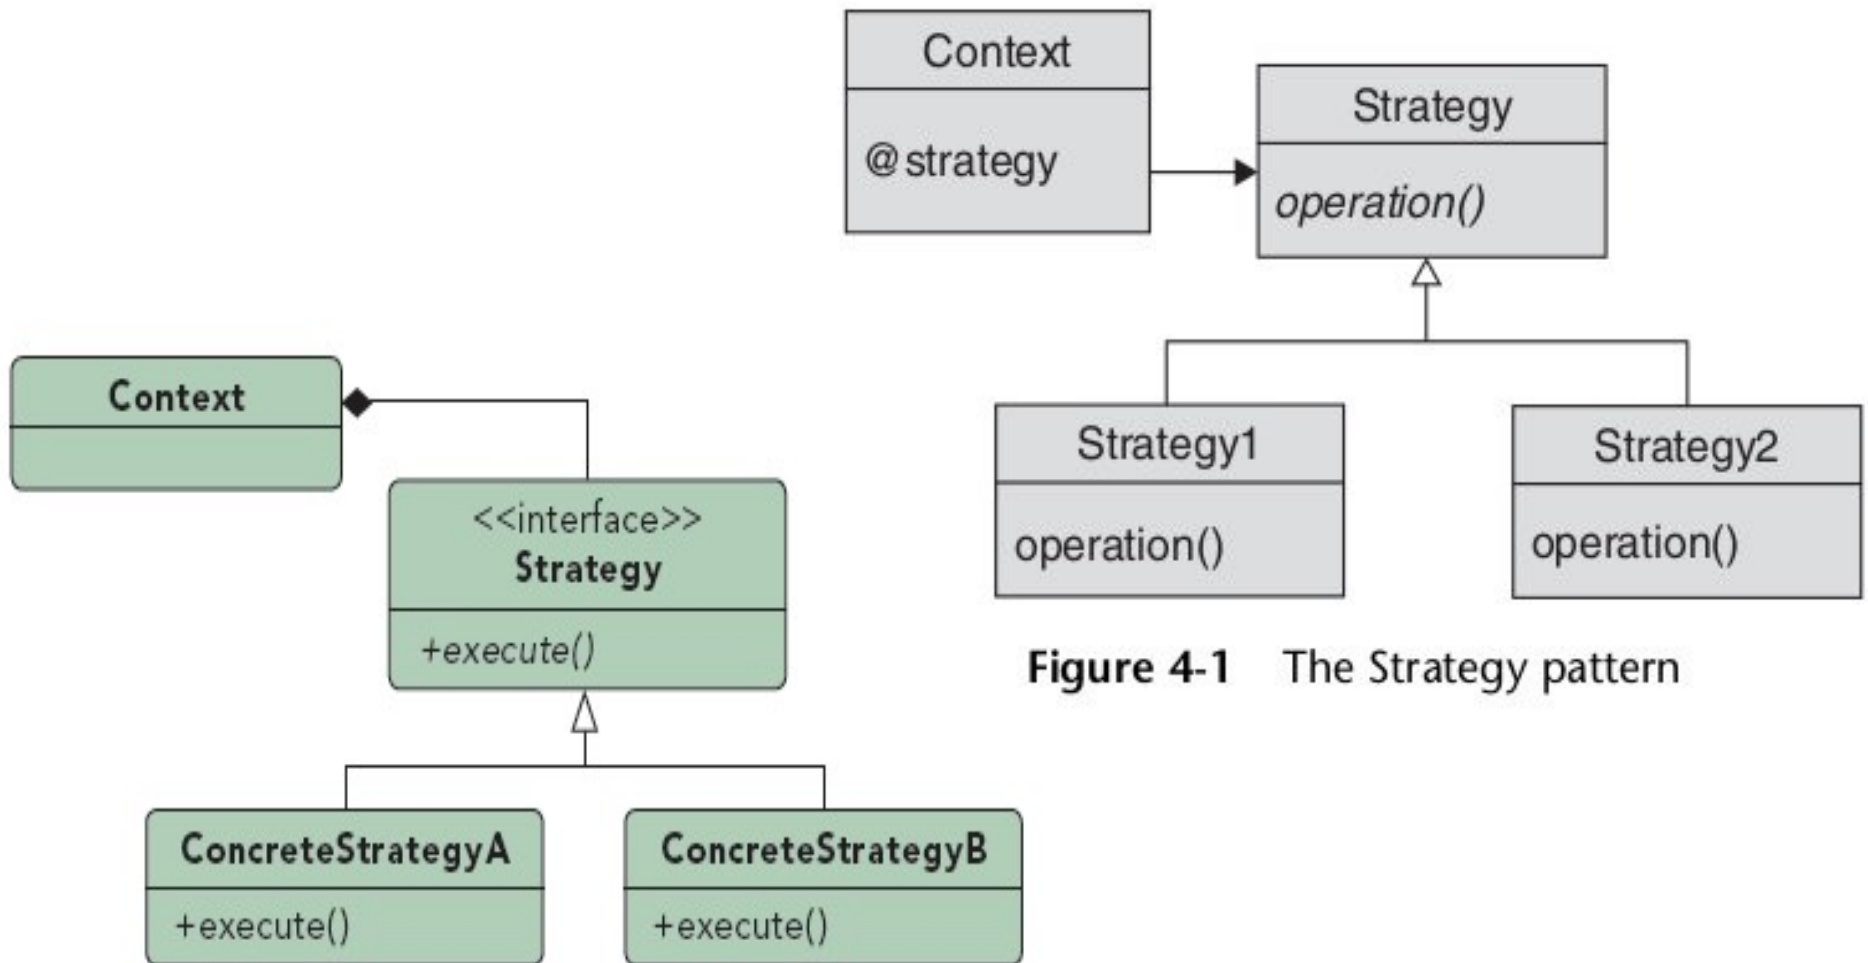 Context
@strategy
Strategy
operation()
Strategy1
operation()
Strategy2
operation()
Figure 4-1 The Strategy pattern
Context
<<interface>>
Strategy
+execute()
ConcreteStrategyA
+execute()
ConcreteStrategyB
+execute()